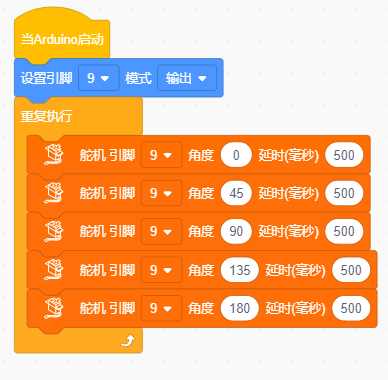 当Arduino启动
设置引脚 9 模式 输出
重复执行
舵机 引脚 9 角度 0 延时(毫秒) 500
舵机 引脚 9 角度 45 延时(毫秒) 500
舵机 引脚 9 角度 90 延时(毫秒) 500
舵机 引脚 9 角度 135 延时(毫秒) 500
舵机 引脚 9 角度 180 延时(毫秒) 500